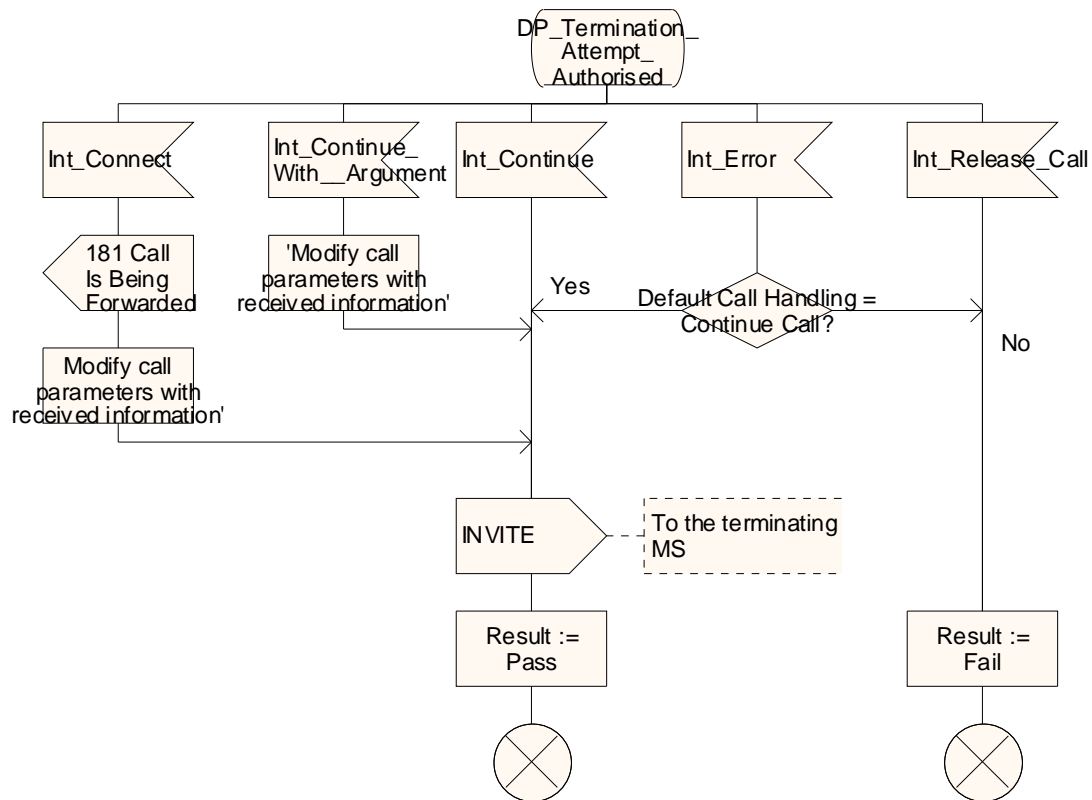 DP_Termination_
Attempt_
Authorised
Int_Connect
Int_Continue_
With__Argument
Int_Continue
Int_Error
Int_Release_Call
181 Call
Is Being
Forwarded
'Modify call
parameters with
received information'
Yes
Default Call Handling =
Continue Call?
No
Modify call
parameters with
received information'
INVITE
To the terminating
MS
Result :=
Pass
Result :=
Fail